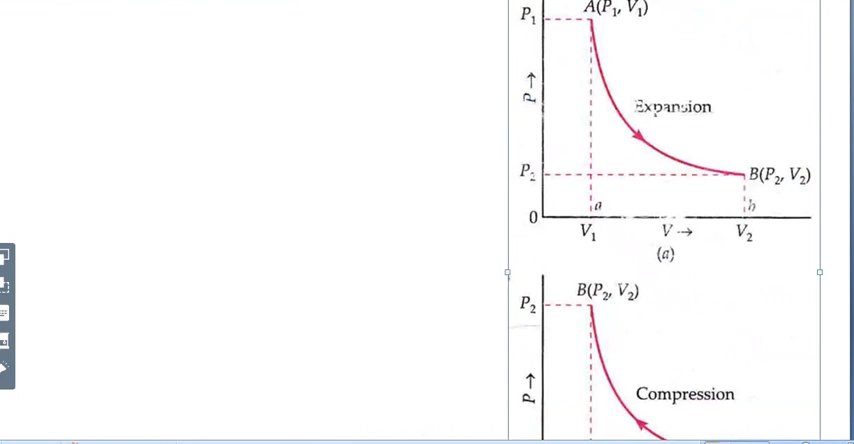 A(P₁, V₁)
P₁
P →
Expansion
P₂
B(P₂, V₂)
a
b
0
V₁
V →
V₂
(a)
B(P₂, V₂)
P₂
P →
Compression